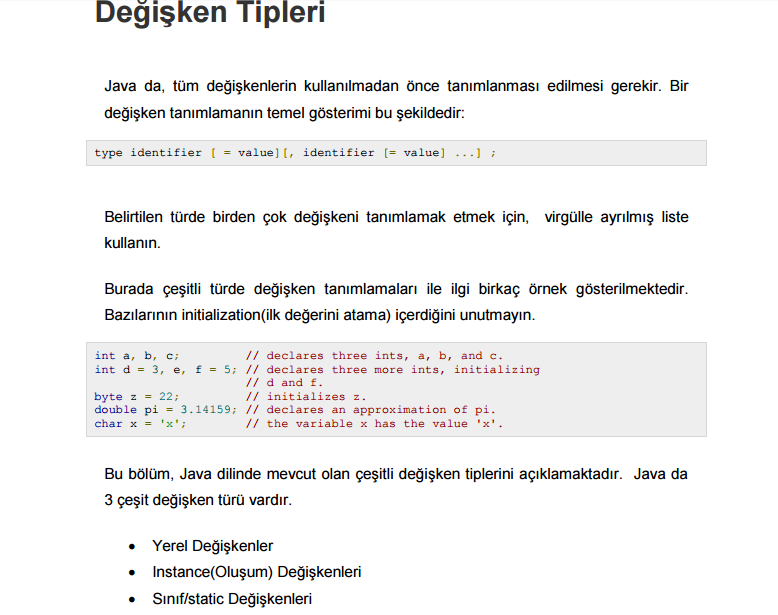 Değişken Tipleri
Java da, tüm değişkenlerin kullanılmadan önce tanımlanması edilmesi gerekir. Bir
değişken tanımlamanın temel gösterimi bu şekildedir:
type identifier [ = value][, identifier [= value] ...] ;
Belirtilen türde birden çok değişkeni tanımlamak etmek için, virgülle ayrılmış liste
kullanın.
Burada çeşitli türde değişken tanımlamaları ile ilgi birkaç örnek gösterilmektedir.
Bazılarının initialization(ilk değerini atama) içerdiğini unutmayın.
int a, b, c; // declares three ints, a, b, and c.
int d = 3, e, f = 5; // declares three more ints, initializing
// d and f.
byte z = 22; // initializes z.
double pi = 3.14159; // declares an approximation of pi.
char x = 'x'; // the variable x has the value 'x'.
Bu bölüm, Java dilinde mevcut olan çeşitli değişken tiplerini açıklamaktadır. Java da
3 çeşit değişken türü vardır.
• Yerel Değişkenler
• Instance(Oluşum) Değişkenleri
• Sınıf/static Değişkenleri